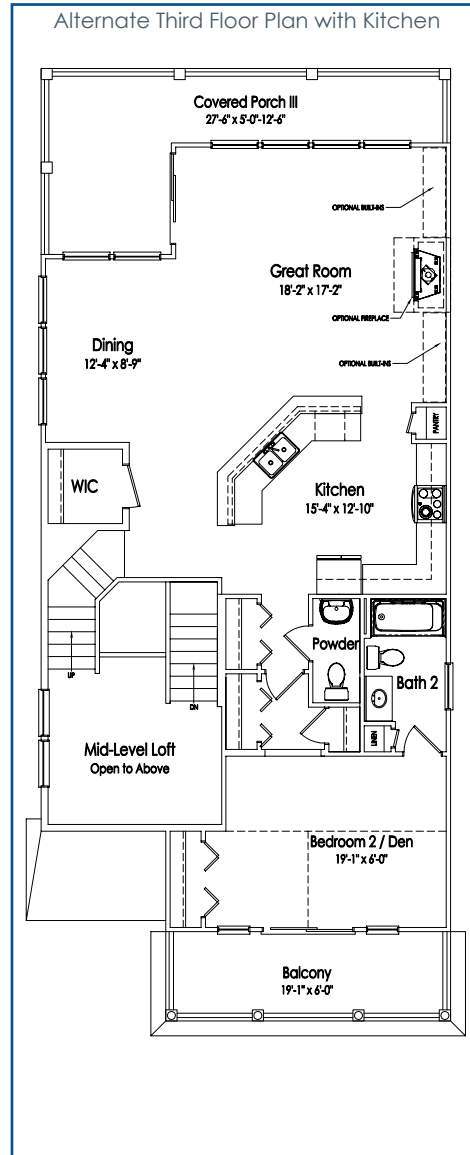 Alternate Third Floor Plan with Kitchen
Covered Porch III
27'-6" x 5'-0"-12'-6"
OPTIONAL BUILT-INS
Great Room
18'-2" x 17'-2"
OPTIONAL FIREPLACE
Dining
12'-4" x 8'-9"
OPTIONAL BUILT-INS
PANTRY
WIC
Kitchen
15'-4" x 12'-10"
Powder
Bath 2
UP
DN
LINEN
Mid-Level Loft
Open to Above
Bedroom 2 / Den
19'-1" x 6'-0"
Balcony
19'-1" x 6'-0"